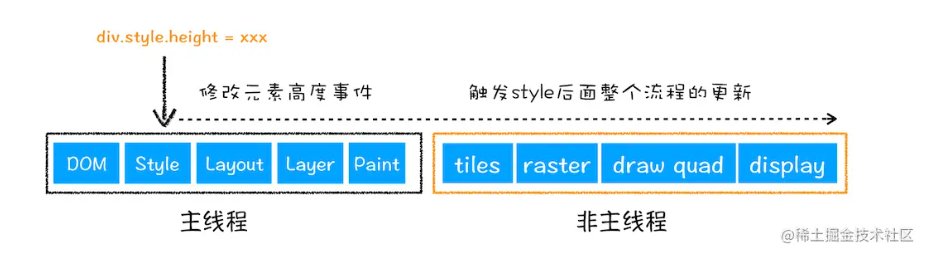 div.style.height = xxx
修改元素高度事件 触发style后面整个流程的更新
DOM Style Layout Layer Paint tiles raster draw quad display
主线程 非主线程
@稀土掘金技术社区